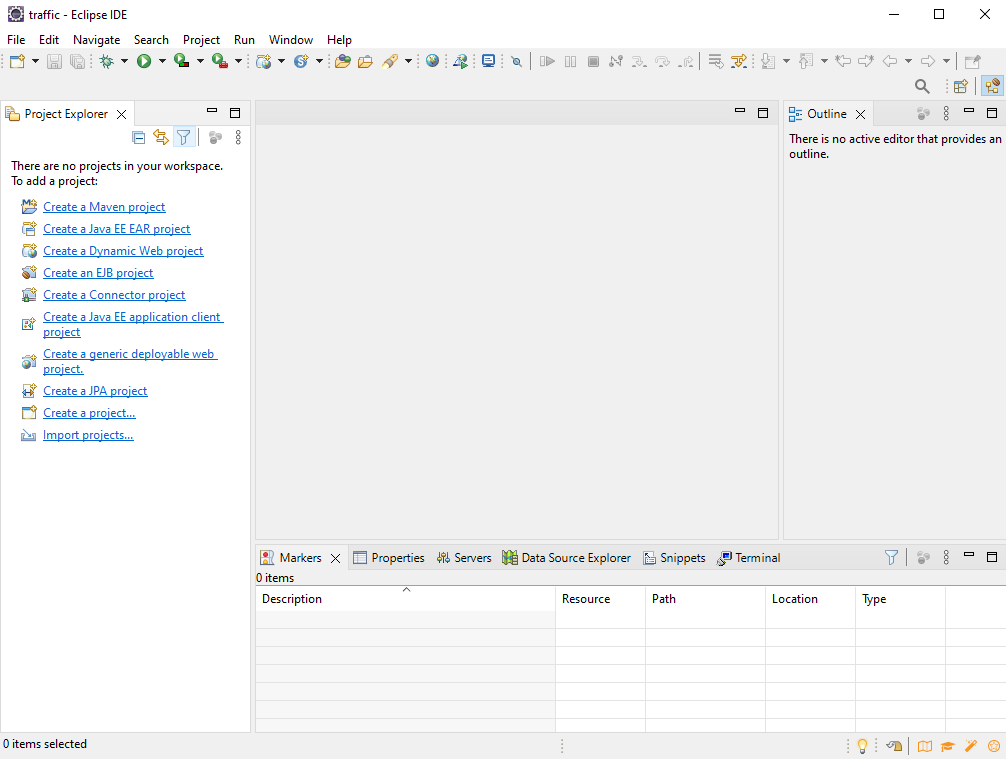 traffic - Eclipse IDE
File Edit Navigate Search Project Run Window Help
Project Explorer
There are no projects in your workspace.
To add a project:
Create a Maven project
Create a Java EE EAR project
Create a Dynamic Web project
Create an EJB project
Create a Connector project
Create a Java EE application client
project
Create a generic deployable web
project.
Create a JPA project
Create a project...
Import projects...
Outline
There is no active editor that provides an
outline.
Markers Properties Servers Data Source Explorer Snippets Terminal
0 items
Description Resource Path Location Type
0 items selected